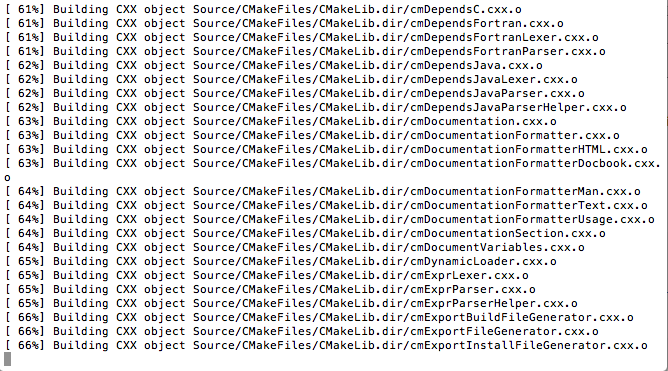 [ 61%] Building CXX object Source/CMakeFiles/CMakeLib.dir/cmDependsC.cxx.o
[ 61%] Building CXX object Source/CMakeFiles/CMakeLib.dir/cmDependsFortran.cxx.o
[ 61%] Building CXX object Source/CMakeFiles/CMakeLib.dir/cmDependsFortranLexer.cxx.o
[ 61%] Building CXX object Source/CMakeFiles/CMakeLib.dir/cmDependsFortranParser.cxx.o
[ 62%] Building CXX object Source/CMakeFiles/CMakeLib.dir/cmDependsJava.cxx.o
[ 62%] Building CXX object Source/CMakeFiles/CMakeLib.dir/cmDependsJavaLexer.cxx.o
[ 62%] Building CXX object Source/CMakeFiles/CMakeLib.dir/cmDependsJavaParser.cxx.o
[ 62%] Building CXX object Source/CMakeFiles/CMakeLib.dir/cmDependsJavaParserHelper.cxx.o
[ 63%] Building CXX object Source/CMakeFiles/CMakeLib.dir/cmDocumentation.cxx.o
[ 63%] Building CXX object Source/CMakeFiles/CMakeLib.dir/cmDocumentationFormatter.cxx.o
[ 63%] Building CXX object Source/CMakeFiles/CMakeLib.dir/cmDocumentationFormatterHTML.cxx.o
[ 63%] Building CXX object Source/CMakeFiles/CMakeLib.dir/cmDocumentationFormatterDocbook.cxx.
o
[ 64%] Building CXX object Source/CMakeFiles/CMakeLib.dir/cmDocumentationFormatterMan.cxx.o
[ 64%] Building CXX object Source/CMakeFiles/CMakeLib.dir/cmDocumentationFormatterText.cxx.o
[ 64%] Building CXX object Source/CMakeFiles/CMakeLib.dir/cmDocumentationFormatterUsage.cxx.o
[ 64%] Building CXX object Source/CMakeFiles/CMakeLib.dir/cmDocumentationSection.cxx.o
[ 64%] Building CXX object Source/CMakeFiles/CMakeLib.dir/cmDocumentVariables.cxx.o
[ 65%] Building CXX object Source/CMakeFiles/CMakeLib.dir/cmDynamicLoader.cxx.o
[ 65%] Building CXX object Source/CMakeFiles/CMakeLib.dir/cmExprLexer.cxx.o
[ 65%] Building CXX object Source/CMakeFiles/CMakeLib.dir/cmExprParser.cxx.o
[ 65%] Building CXX object Source/CMakeFiles/CMakeLib.dir/cmExprParserHelper.cxx.o
[ 66%] Building CXX object Source/CMakeFiles/CMakeLib.dir/cmExportBuildFileGenerator.cxx.o
[ 66%] Building CXX object Source/CMakeFiles/CMakeLib.dir/cmExportFileGenerator.cxx.o
[ 66%] Building CXX object Source/CMakeFiles/CMakeLib.dir/cmExportInstallFileGenerator.cxx.o